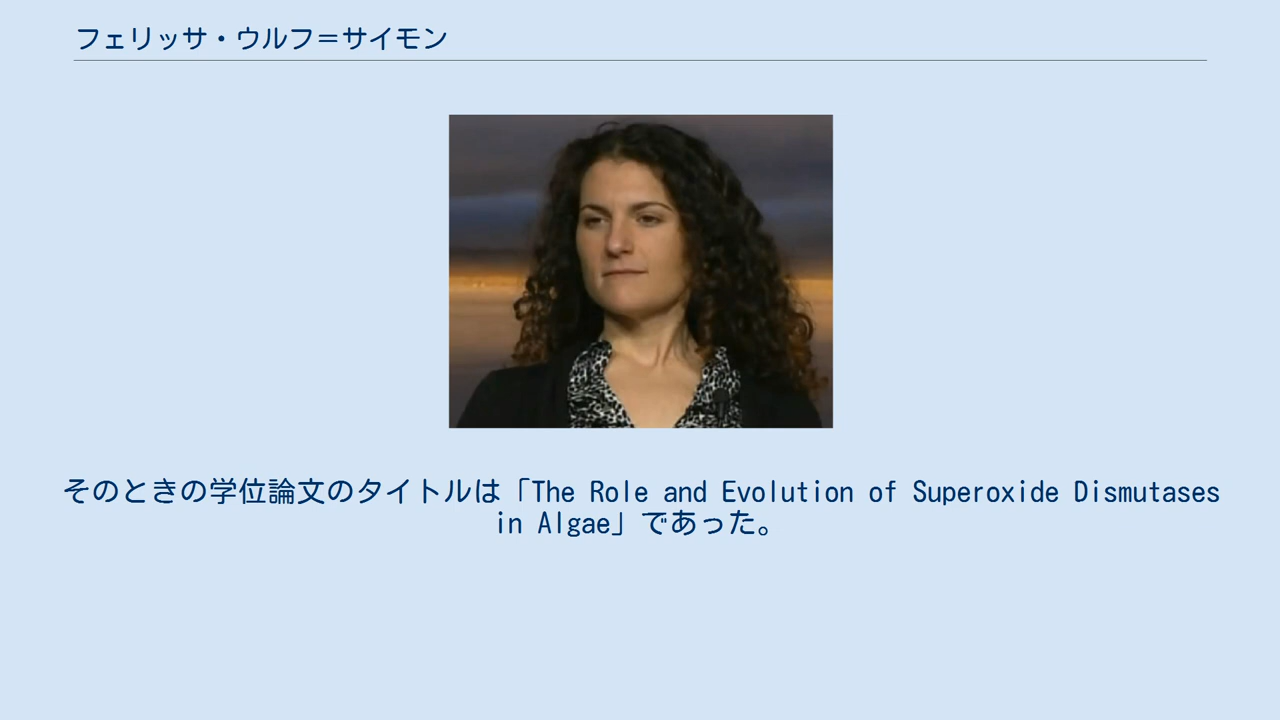 フェリッサ・ウルフ＝サイモン
そのときの学位論文のタイトルは「The Role and Evolution of Superoxide Dismutases
in Algae」であった。